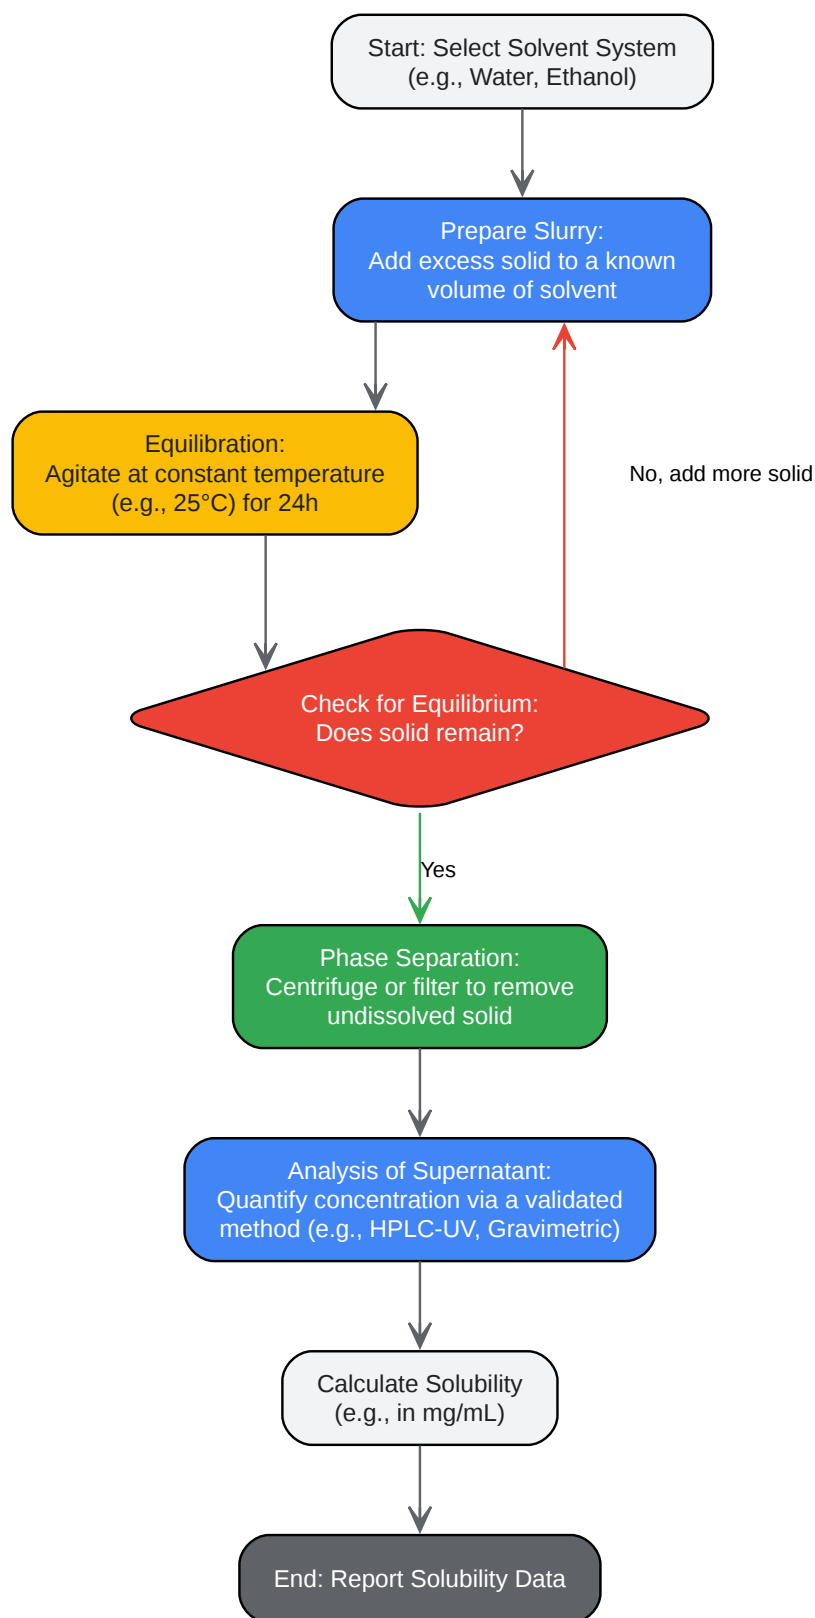 Start: Select Solvent System
(e.g., Water, Ethanol)
Prepare Slurry:
Add excess solid to a known
volume of solvent
Equilibration:
Agitate at constant temperature
(e.g., 25°C) for 24h
No, add more solid
Check for Equilibrium:
Does solid remain?
Yes
Phase Separation:
Centrifuge or filter to remove
undissolved solid
Analysis of Supernatant:
Quantify concentration via a validated
method (e.g., HPLC-UV, Gravimetric)
Calculate Solubility
(e.g., in mg/mL)
End: Report Solubility Data